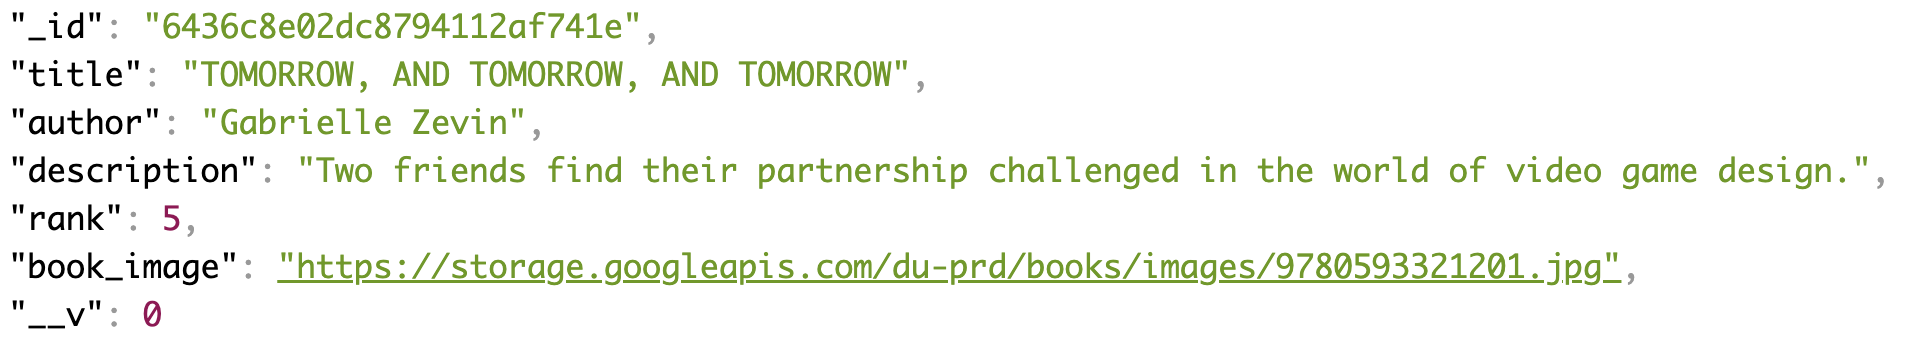 "_id": "6436c8e02dc8794112af741e",
"title": "TOMORROW, AND TOMORROW, AND TOMORROW",
"author": "Gabrielle Zevin",
"description": "Two friends find their partnership challenged in the world of video game design.",
"rank": 5,
"book_image": "https://storage.googleapis.com/du-prd/books/images/9780593321201.jpg",
"__v": 0